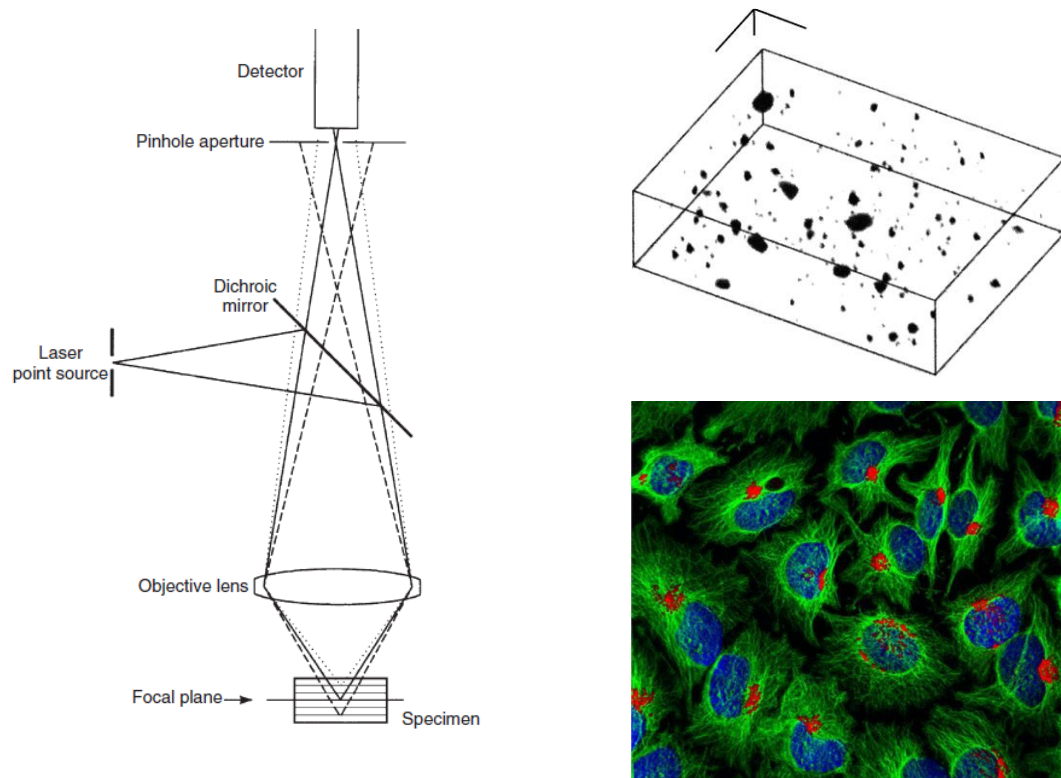 Detector
Pinhole aperture
Dichroic
mirror
Laser
point source
Objective lens
Focal plane
Specimen